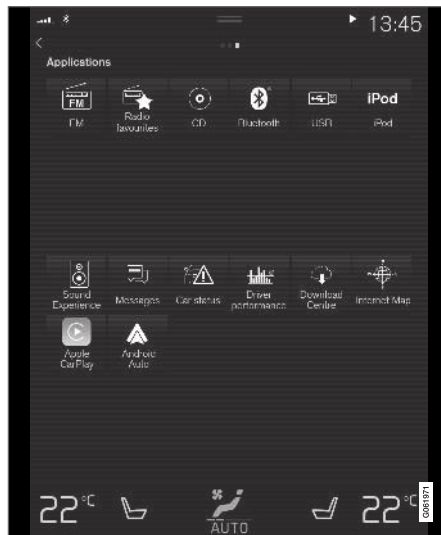 13:45
Applications
FM
FM
Radio
favourites
CD
Bluetooth
USB
iPod
iPod
Sound
Experience
Messages
Car status
Driver
performance
Download
Centre
Internet Map
Apple
CarPlay
Android
Auto
22°C
AUTO
22°C
G061971